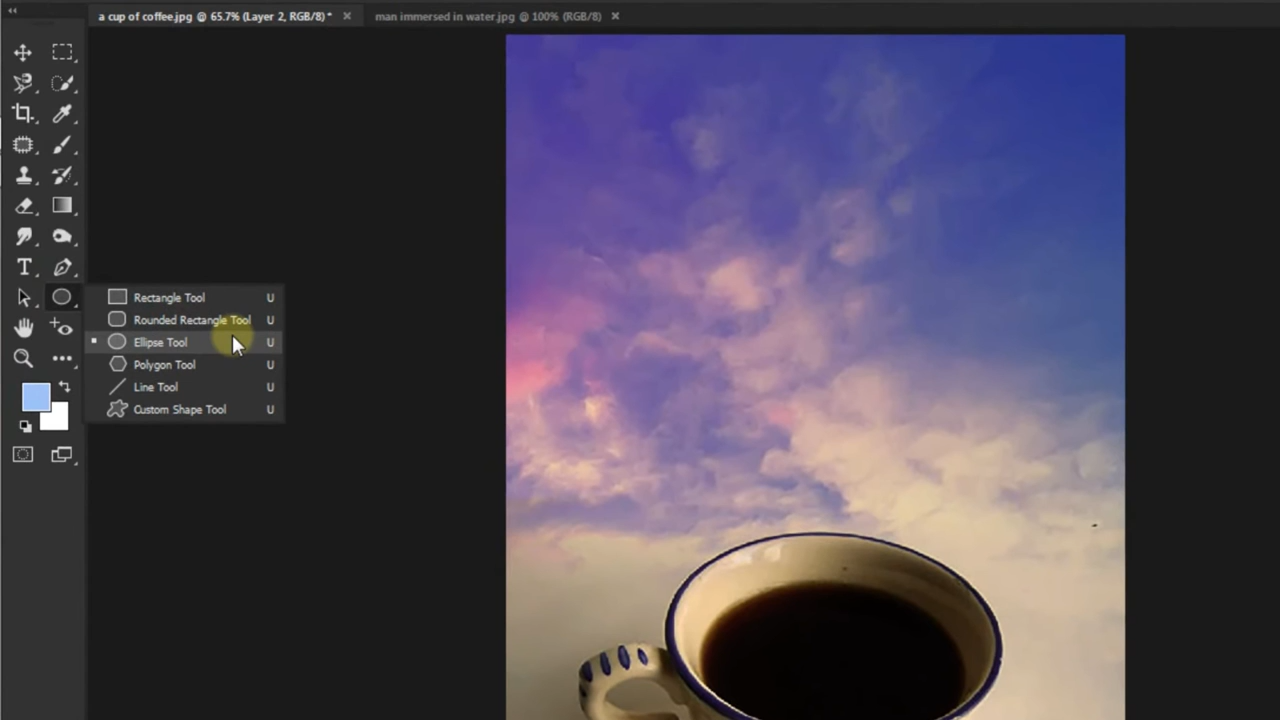 a cup of coffee.jpg @ 65.7% (Layer 2, RGB/8) *
man immersed in water.jpg @ 100% (RGB/8)
Rectangle Tool U
Rounded Rectangle Tool U
Ellipse Tool U
Polygon Tool U
Line Tool U
Custom Shape Tool U